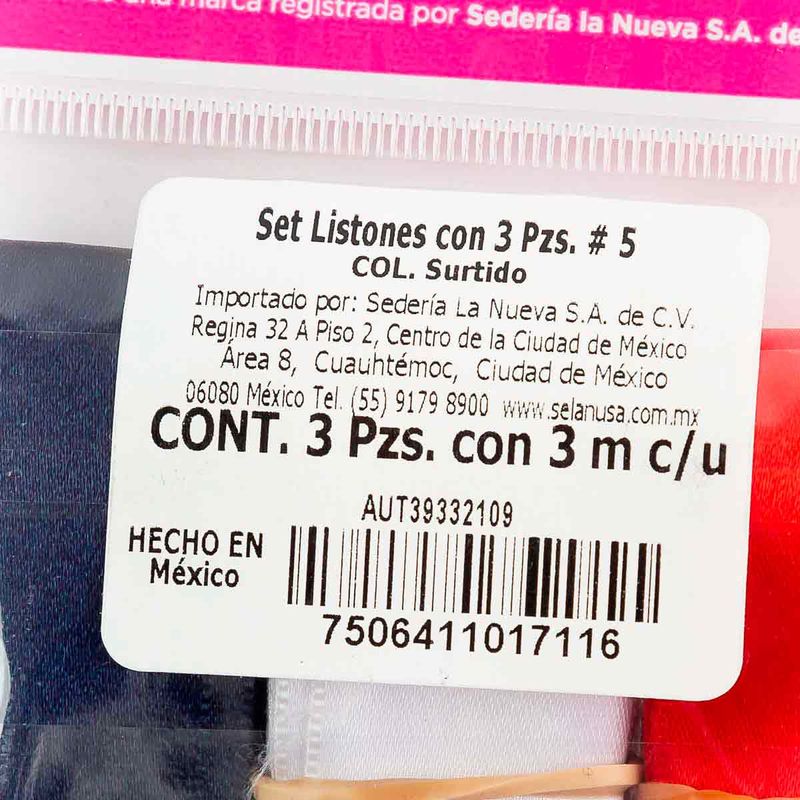 una marca registrada por Sedería la Nueva S.A. de
Set Listones con 3 Pzs. # 5
COL. Surtido
Importado por: Sedería La Nueva S.A. de C.V.
Regina 32 A Piso 2, Centro de la Ciudad de México
Área 8, Cuauhtémoc, Ciudad de México
06080 México Tel. (55) 9179 8900 www.selanusa.com.mx
CONT. 3 Pzs. con 3 m c/u
AUT39332109
HECHO EN
México
7506411017116